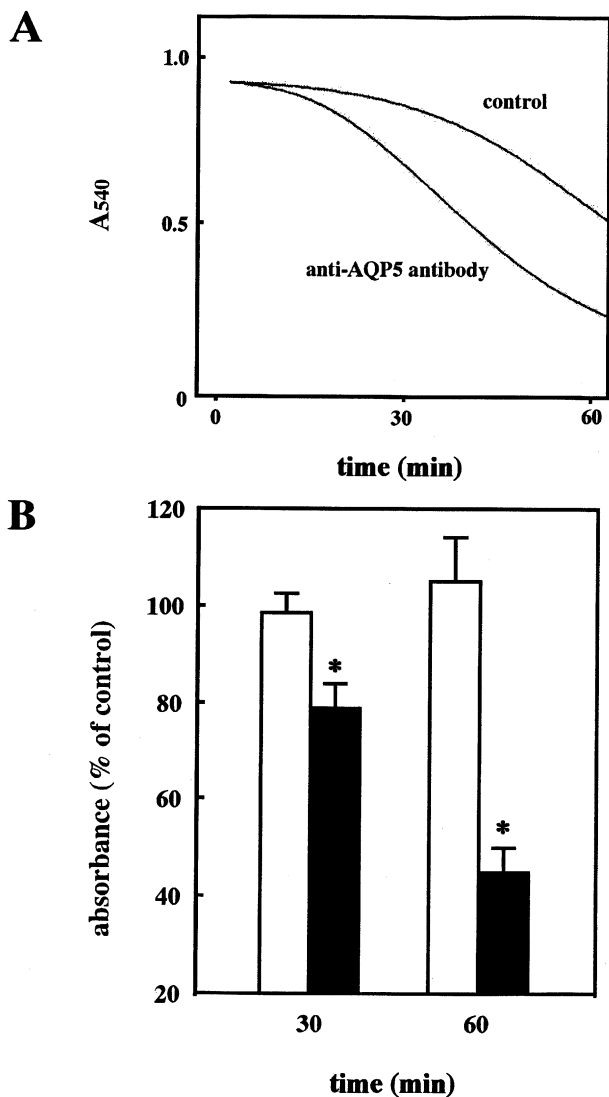 A
1.0
control
A540
0.5
anti-AQP5 antibody
0
0 30 60
time (min)
B
120
100
*
80
absorbance (% of control)
60
*
40
20
30 60
time (min)